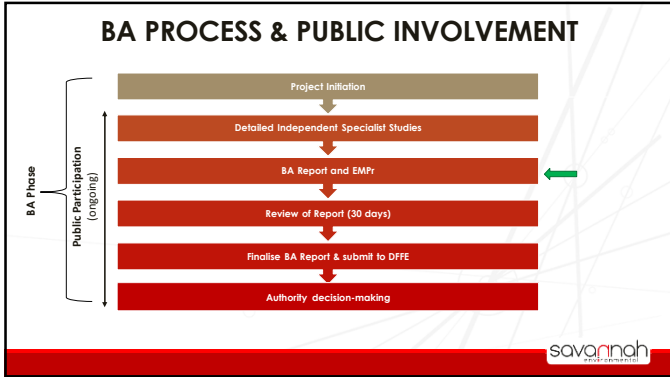 BA PROCESS & PUBLIC INVOLVEMENT
BA Phase
Public Participation
(ongoing)
Project Initiation
Detailed Independent Specialist Studies
BA Report and EMPr
Review of Report (30 days)
Finalise BA Report & submit to DFFE
Authority decision-making
savannah
environmental